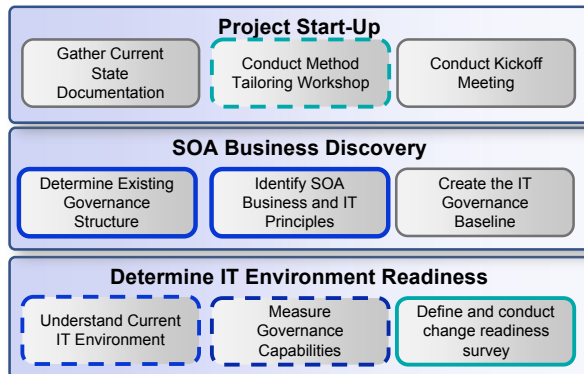 Project Start-Up
Gather Current
State
Documentation
Conduct Method
Tailoring Workshop
Conduct Kickoff
Meeting
SOA Business Discovery
Determine Existing
Governance
Structure
Identify SOA
Business and IT
Principles
Create the IT
Governance
Baseline
Determine IT Environment Readiness
Understand Current
IT Environment
Measure
Governance
Capabilities
Define and conduct
change readiness
survey